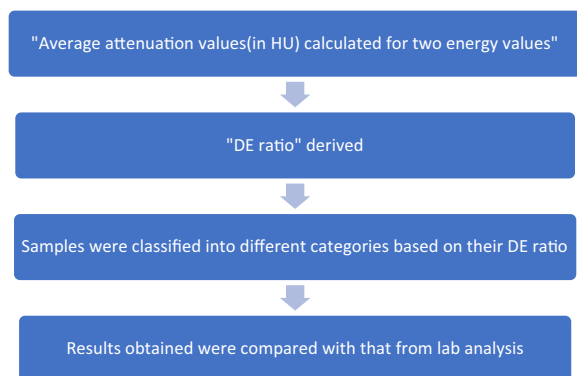 "Average attenuation values(in HU) calculated for two energy values"
"DE ratio" derived
Samples were classified into different categories based on their DE ratio
Results obtained were compared with that from lab analysis